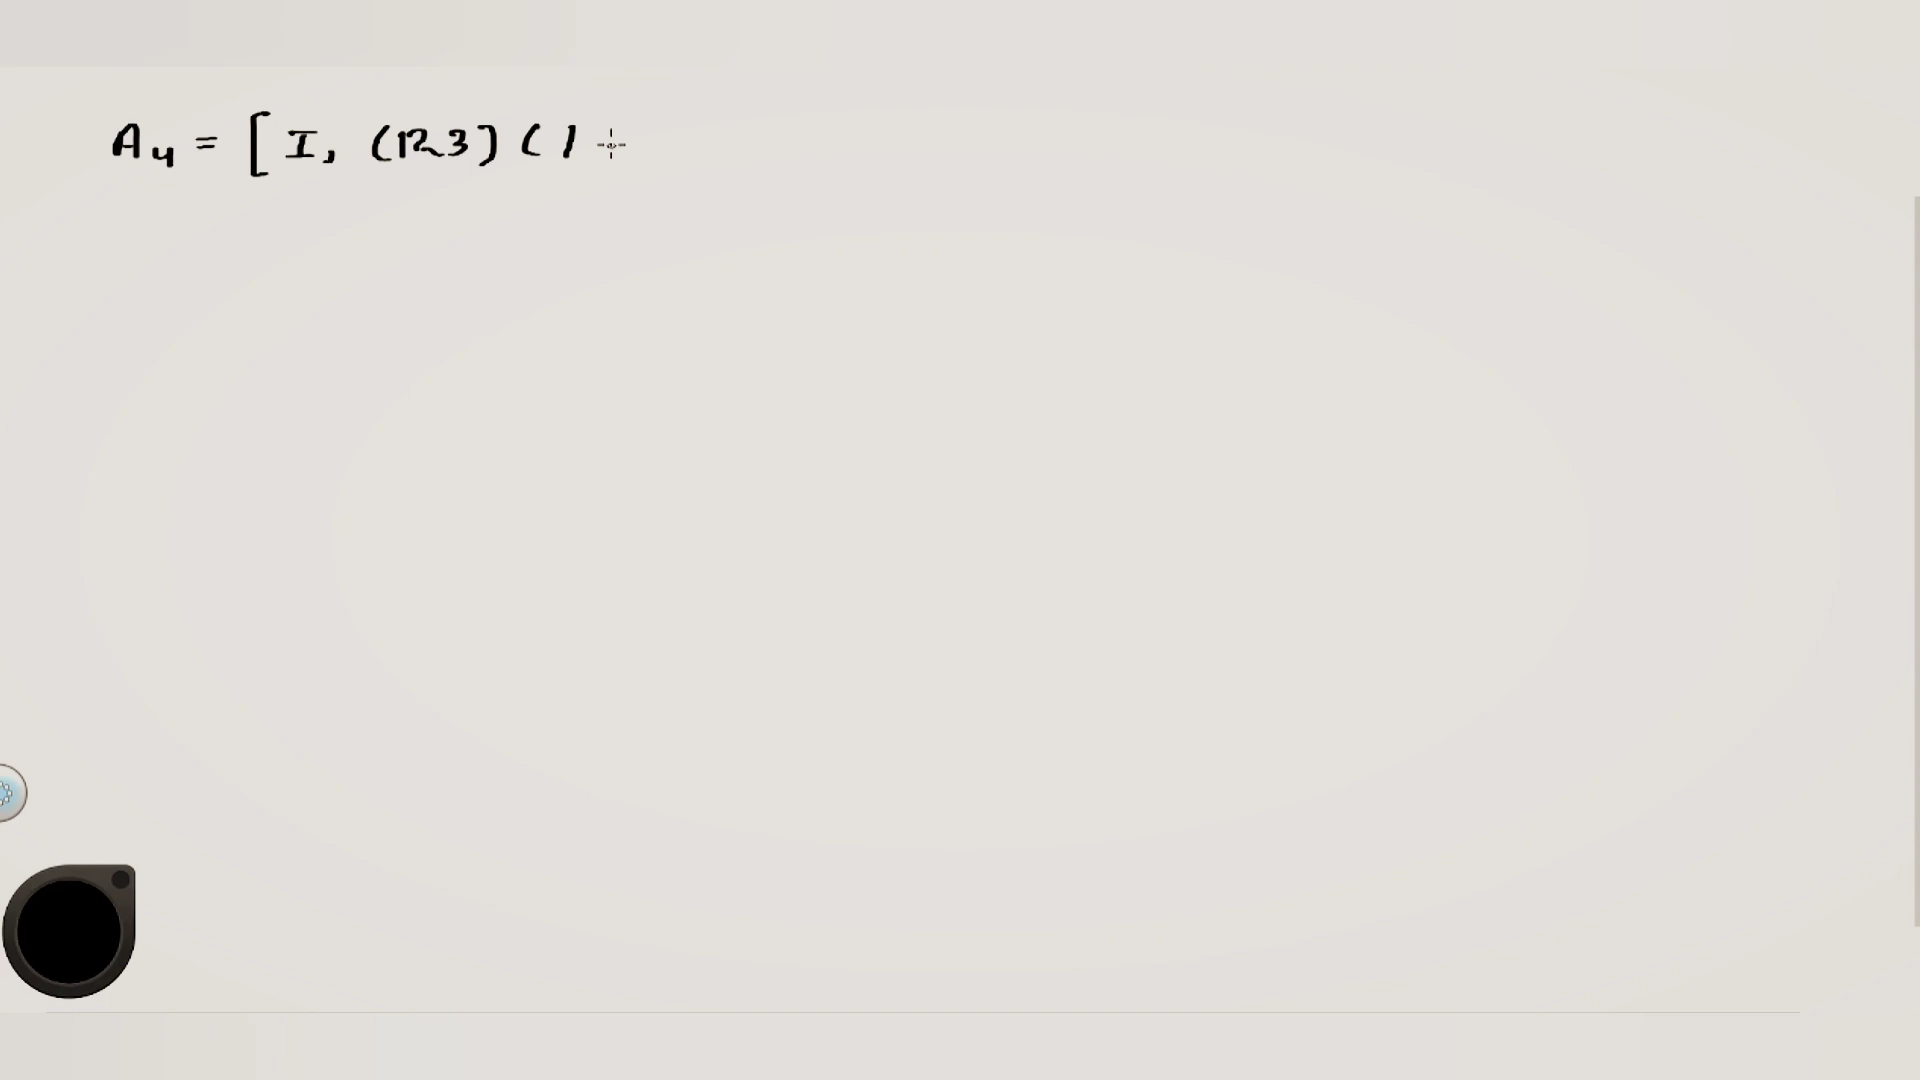 A₄ = [ I, (123) ( 1